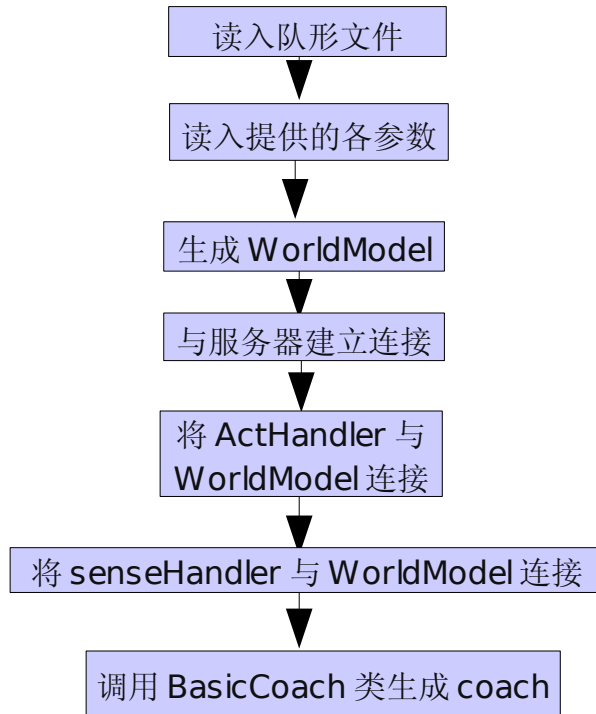 读入队形文件
读入提供的各参数
生成 WorldModel
与服务器建立连接
将 ActHandler 与
WorldModel 连接
将 senseHandler 与 WorldModel 连接
调用 BasicCoach 类生成 coach